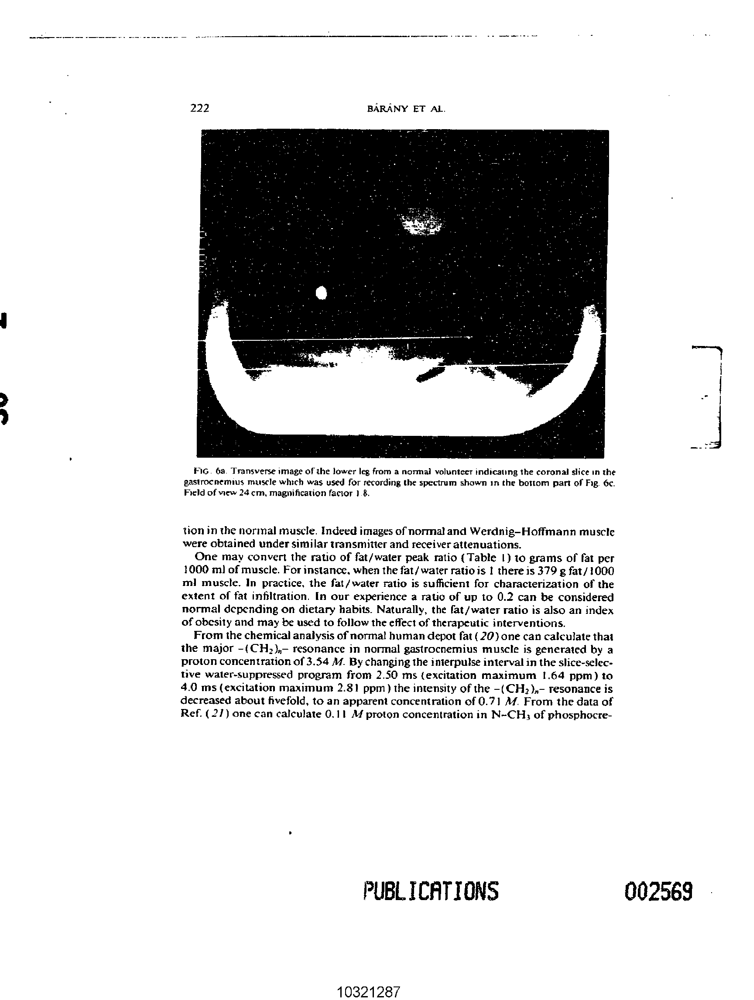 222
BÁRÁNY ET AL.
FIG. 6a. Transverse image of the lower leg from a normal volunteer indicating the coronal slice in the
gastrocnemius muscle which was used for recording the spectrum shown in the bottom part of Fig. 6c.
Field of view 24 cm, magnification factor 1.8.
tion in the normal muscle. Indeed images of normal and Werdnig–Hoffmann muscle
were obtained under similar transmitter and receiver attenuations.
One may convert the ratio of fat/water peak ratio (Table 1) to grams of fat per
1000 ml of muscle. For instance, when the fat/water ratio is 1 there is 379 g fat/1000
ml muscle. In practice, the fat/water ratio is sufficient for characterization of the
extent of fat infiltration. In our experience a ratio of up to 0.2 can be considered
normal depending on dietary habits. Naturally, the fat/water ratio is also an index
of obesity and may be used to follow the effect of therapeutic interventions.
From the chemical analysis of normal human depot fat (20) one can calculate that
the major -(CH₂)ₙ- resonance in normal gastrocnemius muscle is generated by a
proton concentration of 3.54 M. By changing the interpulse interval in the slice-selec-
tive water-suppressed program from 2.50 ms (excitation maximum 1.64 ppm) to
4.0 ms (excitation maximum 2.81 ppm) the intensity of the -(CH₂)ₙ- resonance is
decreased about fivefold, to an apparent concentration of 0.71 M. From the data of
Ref. (21) one can calculate 0.11 M proton concentration in N-CH₃ of phosphocre-
PUBLICATIONS
002569
10321287